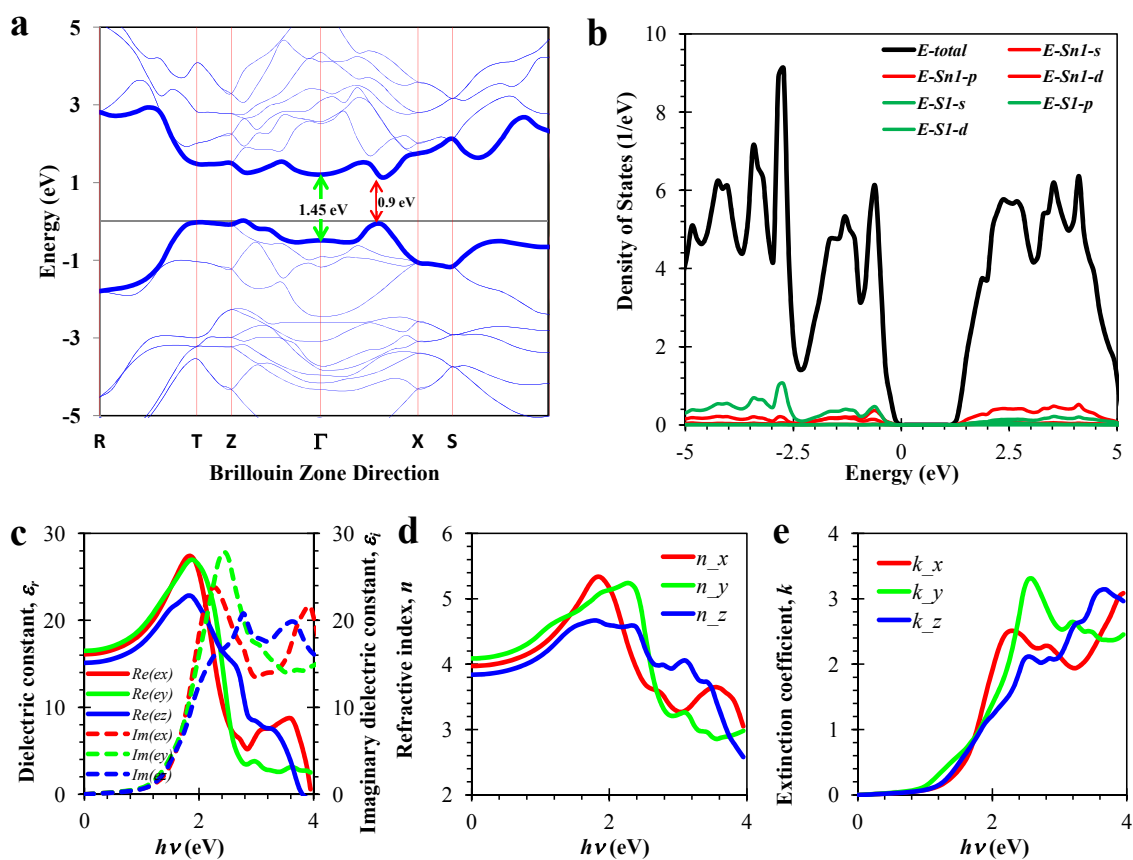 a
5
3
1
-1
-3
-5
Energy (eV)
1.45 eV
0.9 eV
R T Z Γ X S
Brillouin Zone Direction
b
10
8
6
4
2
0
Density of States (1/eV)
E-total
E-Sn1-s
E-Sn1-p
E-Sn1-d
E-S1-s
E-S1-p
E-S1-d
-5 -2.5 0 2.5 5
Energy (eV)
c
30
20
10
0
Dielectric constant, εr
Re(ex)
Re(ey)
Re(ez)
Im(ex)
Im(ey)
Im(ez)
30
20
10
0
Imaginary dielectric constant, εi
0 2 4
hν (eV)
d
6
5
4
3
2
Refractive index, n
n_x
n_y
n_z
0 2 4
hν (eV)
e
4
3
2
1
0
Extinction coefficient, k
k_x
k_y
k_z
0 2 4
hν (eV)